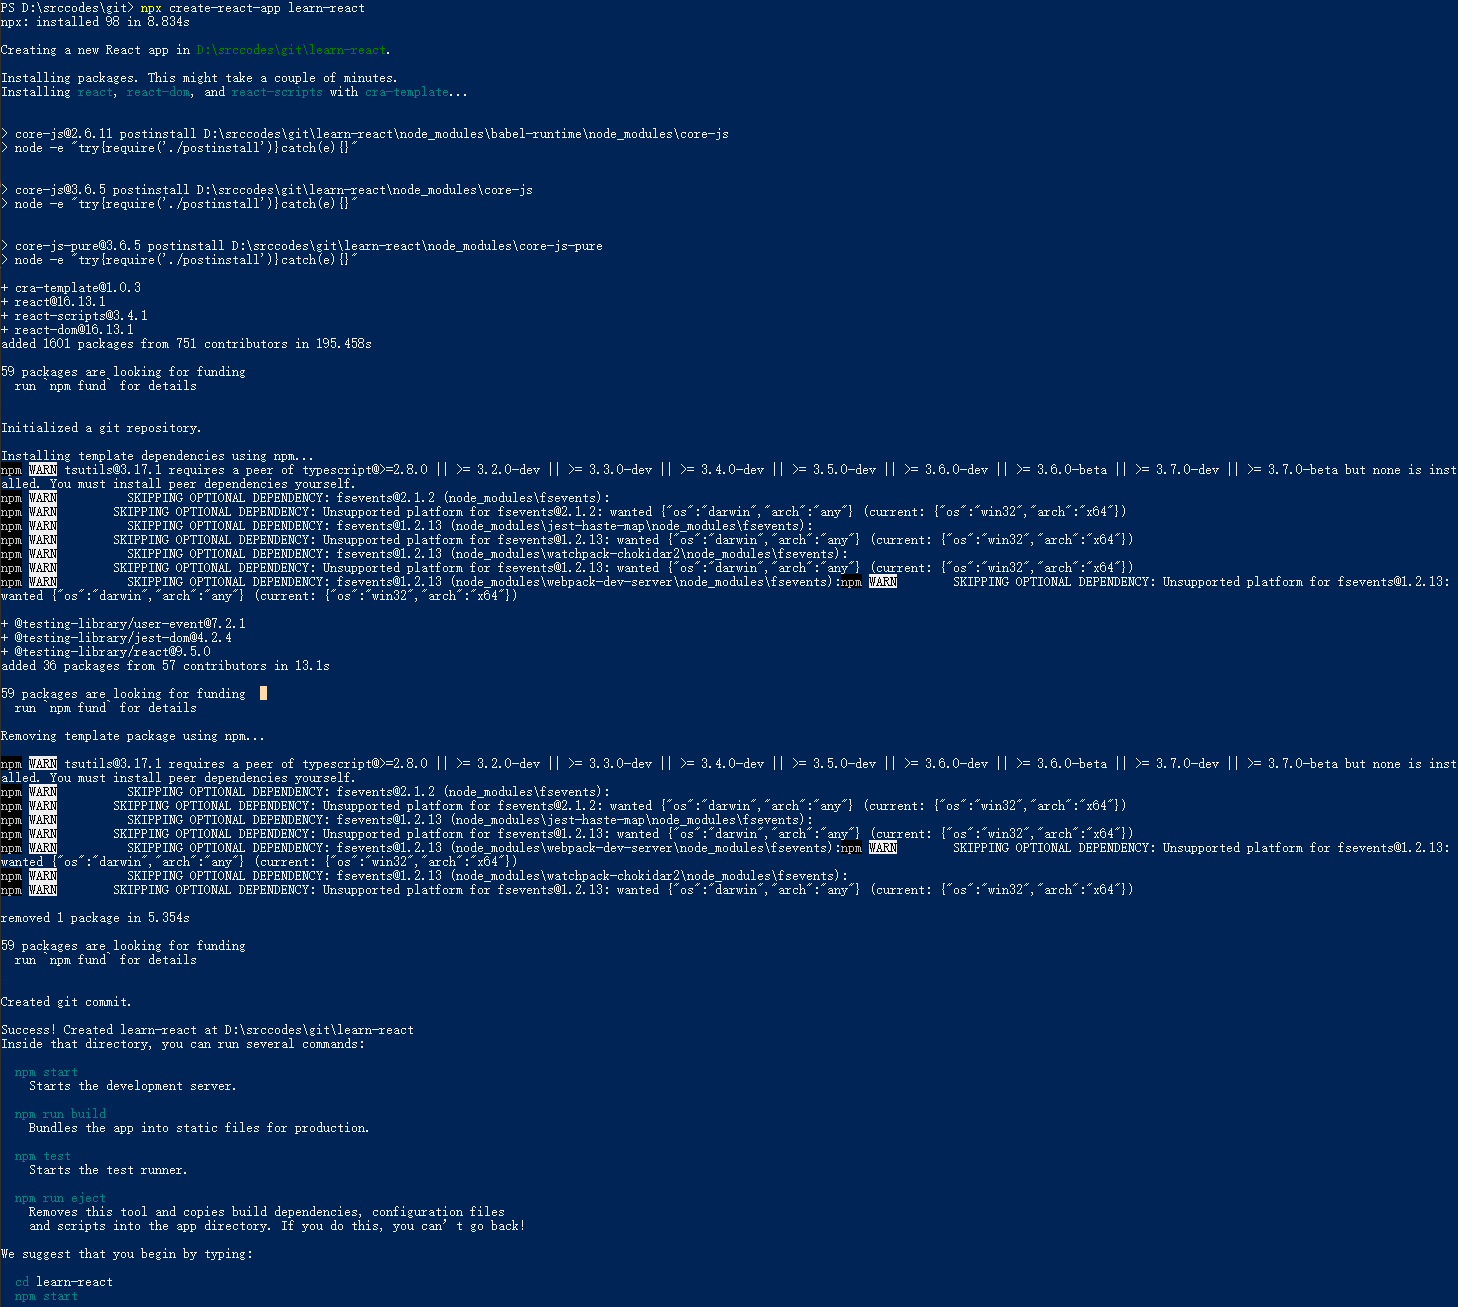 PS D:\srccodes\git> npx create-react-app learn-react
npx: installed 98 in 8.834s
Creating a new React app in D:\srccodes\git\learn-react.
Installing packages. This might take a couple of minutes.
Installing react, react-dom, and react-scripts with cra-template...
> core-js@2.6.11 postinstall D:\srccodes\git\learn-react\node_modules\babel-runtime\node_modules\core-js
> node -e "try{require('./postinstall')}catch(e){}"
> core-js@3.6.5 postinstall D:\srccodes\git\learn-react\node_modules\core-js
> node -e "try{require('./postinstall')}catch(e){}"
> core-js-pure@3.6.5 postinstall D:\srccodes\git\learn-react\node_modules\core-js-pure
> node -e "try{require('./postinstall')}catch(e){}"
+ cra-template@1.0.3
+ react@16.13.1
+ react-scripts@3.4.1
+ react-dom@16.13.1
added 1601 packages from 751 contributors in 195.458s
59 packages are looking for funding
  run `npm fund` for details
Initialized a git repository.
Installing template dependencies using npm...
npm WARN tsutils@3.17.1 requires a peer of typescript@>=2.8.0 || >= 3.2.0-dev || >= 3.3.0-dev || >= 3.4.0-dev || >= 3.5.0-dev || >= 3.6.0-dev || >= 3.6.0-beta || >= 3.7.0-dev || >= 3.7.0-beta but none is inst
alled. You must install peer dependencies yourself.
npm WARN SKIPPING OPTIONAL DEPENDENCY: fsevents@2.1.2 (node_modules\fsevents):
npm WARN SKIPPING OPTIONAL DEPENDENCY: Unsupported platform for fsevents@2.1.2: wanted {"os":"darwin","arch":"any"} (current: {"os":"win32","arch":"x64"})
npm WARN SKIPPING OPTIONAL DEPENDENCY: fsevents@1.2.13 (node_modules\jest-haste-map\node_modules\fsevents):
npm WARN SKIPPING OPTIONAL DEPENDENCY: Unsupported platform for fsevents@1.2.13: wanted {"os":"darwin","arch":"any"} (current: {"os":"win32","arch":"x64"})
npm WARN SKIPPING OPTIONAL DEPENDENCY: fsevents@1.2.13 (node_modules\watchpack-chokidar2\node_modules\fsevents):
npm WARN SKIPPING OPTIONAL DEPENDENCY: Unsupported platform for fsevents@1.2.13: wanted {"os":"darwin","arch":"any"} (current: {"os":"win32","arch":"x64"})
npm WARN SKIPPING OPTIONAL DEPENDENCY: fsevents@1.2.13 (node_modules\webpack-dev-server\node_modules\fsevents):npm WARN SKIPPING OPTIONAL DEPENDENCY: Unsupported platform for fsevents@1.2.13:
wanted {"os":"darwin","arch":"any"} (current: {"os":"win32","arch":"x64"})
+ @testing-library/user-event@7.2.1
+ @testing-library/jest-dom@4.2.4
+ @testing-library/react@9.5.0
added 36 packages from 57 contributors in 13.1s
59 packages are looking for funding
  run `npm fund` for details
Removing template package using npm...
npm WARN tsutils@3.17.1 requires a peer of typescript@>=2.8.0 || >= 3.2.0-dev || >= 3.3.0-dev || >= 3.4.0-dev || >= 3.5.0-dev || >= 3.6.0-dev || >= 3.6.0-beta || >= 3.7.0-dev || >= 3.7.0-beta but none is inst
alled. You must install peer dependencies yourself.
npm WARN SKIPPING OPTIONAL DEPENDENCY: fsevents@2.1.2 (node_modules\fsevents):
npm WARN SKIPPING OPTIONAL DEPENDENCY: Unsupported platform for fsevents@2.1.2: wanted {"os":"darwin","arch":"any"} (current: {"os":"win32","arch":"x64"})
npm WARN SKIPPING OPTIONAL DEPENDENCY: fsevents@1.2.13 (node_modules\jest-haste-map\node_modules\fsevents):
npm WARN SKIPPING OPTIONAL DEPENDENCY: Unsupported platform for fsevents@1.2.13: wanted {"os":"darwin","arch":"any"} (current: {"os":"win32","arch":"x64"})
npm WARN SKIPPING OPTIONAL DEPENDENCY: fsevents@1.2.13 (node_modules\webpack-dev-server\node_modules\fsevents):npm WARN SKIPPING OPTIONAL DEPENDENCY: Unsupported platform for fsevents@1.2.13:
wanted {"os":"darwin","arch":"any"} (current: {"os":"win32","arch":"x64"})
npm WARN SKIPPING OPTIONAL DEPENDENCY: fsevents@1.2.13 (node_modules\watchpack-chokidar2\node_modules\fsevents):
npm WARN SKIPPING OPTIONAL DEPENDENCY: Unsupported platform for fsevents@1.2.13: wanted {"os":"darwin","arch":"any"} (current: {"os":"win32","arch":"x64"})
removed 1 package in 5.354s
59 packages are looking for funding
  run `npm fund` for details
Created git commit.
Success! Created learn-react at D:\srccodes\git\learn-react
Inside that directory, you can run several commands:
  npm start
    Starts the development server.
  npm run build
    Bundles the app into static files for production.
  npm test
    Starts the test runner.
  npm run eject
    Removes this tool and copies build dependencies, configuration files
    and scripts into the app directory. If you do this, you can’t go back!
We suggest that you begin by typing:
  cd learn-react
  npm start